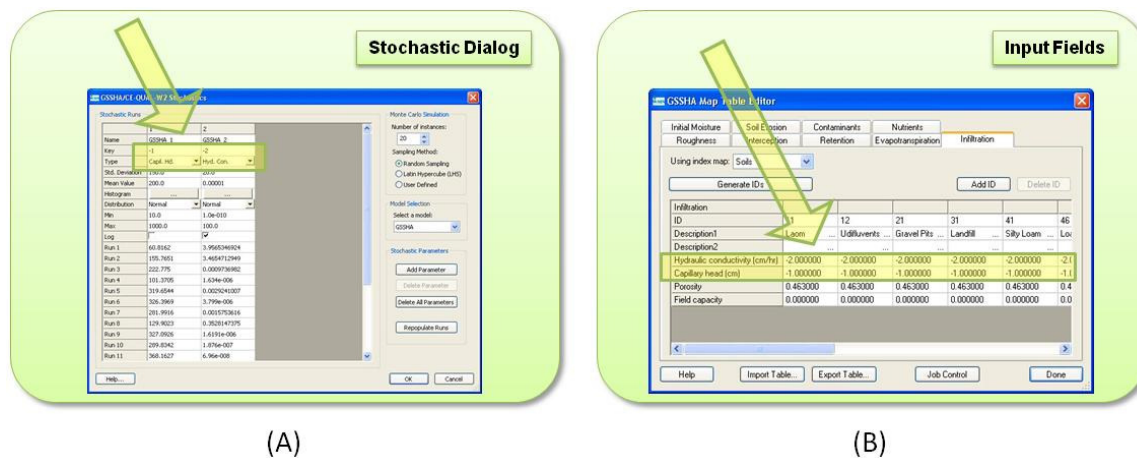 Stochastic Dialog
GSSHA/CE-QUAL-W2 Stochastics
Stochastic Runs
1 2
Name GSSHA_1 GSSHA_2
Key -1 -2
Type Capil. Hd. Hyd. Con.
Std. Deviation 150.0 20.0
Mean Value 200.0 0.00001
Histogram ... ...
Distribution Normal Normal
Min 10.0 1.0e-010
Max 1000.0 100.0
Log
Run 1 60.8162 3.9565346924
Run 2 155.7651 3.4654712949
Run 3 222.775 0.0009736982
Run 4 101.3705 1.634e-006
Run 5 319.6544 0.0029241007
Run 6 326.3969 3.799e-006
Run 7 281.9916 0.0015753616
Run 8 129.9023 0.3528147375
Run 9 327.0926 1.6191e-006
Run 10 289.8342 1.876e-007
Run 11 368.1627 6.96e-008
Monte Carlo Simulation
Number of instances:
20
Sampling Method:
Random Sampling
Latin Hypercube (LHS)
User Defined
Model Selection
Select a model:
GSSHA
Stochastic Parameters
Add Parameter
Delete Parameter
Delete All Parameters
Repopulate Runs
Help... OK Cancel
(A)
Input Fields
GSSHA Map Table Editor
Initial Moisture Soil Erosion Contaminants Nutrients
Roughness Interception Retention Evapotranspiration Infiltration
Using index map: Soils
Generate IDs Add ID Delete ID
Infiltration
ID 11 12 21 31 41 46
Description1 Laom ... Udifluvents ... Gravel Pits ... Landfill ... Silty Loam ... Loa
Description2 ... ... ... ... ...
Hydraulic conductivity (cm/hr) -2.000000 -2.000000 -2.000000 -2.000000 -2.000000 -2.0
Capillary head (cm) -1.000000 -1.000000 -1.000000 -1.000000 -1.000000 -1.0
Porosity 0.463000 0.463000 0.463000 0.463000 0.463000 0.4
Field capacity 0.000000 0.000000 0.000000 0.000000 0.000000 0.0
Help Import Table... Export Table... Job Control Done
(B)